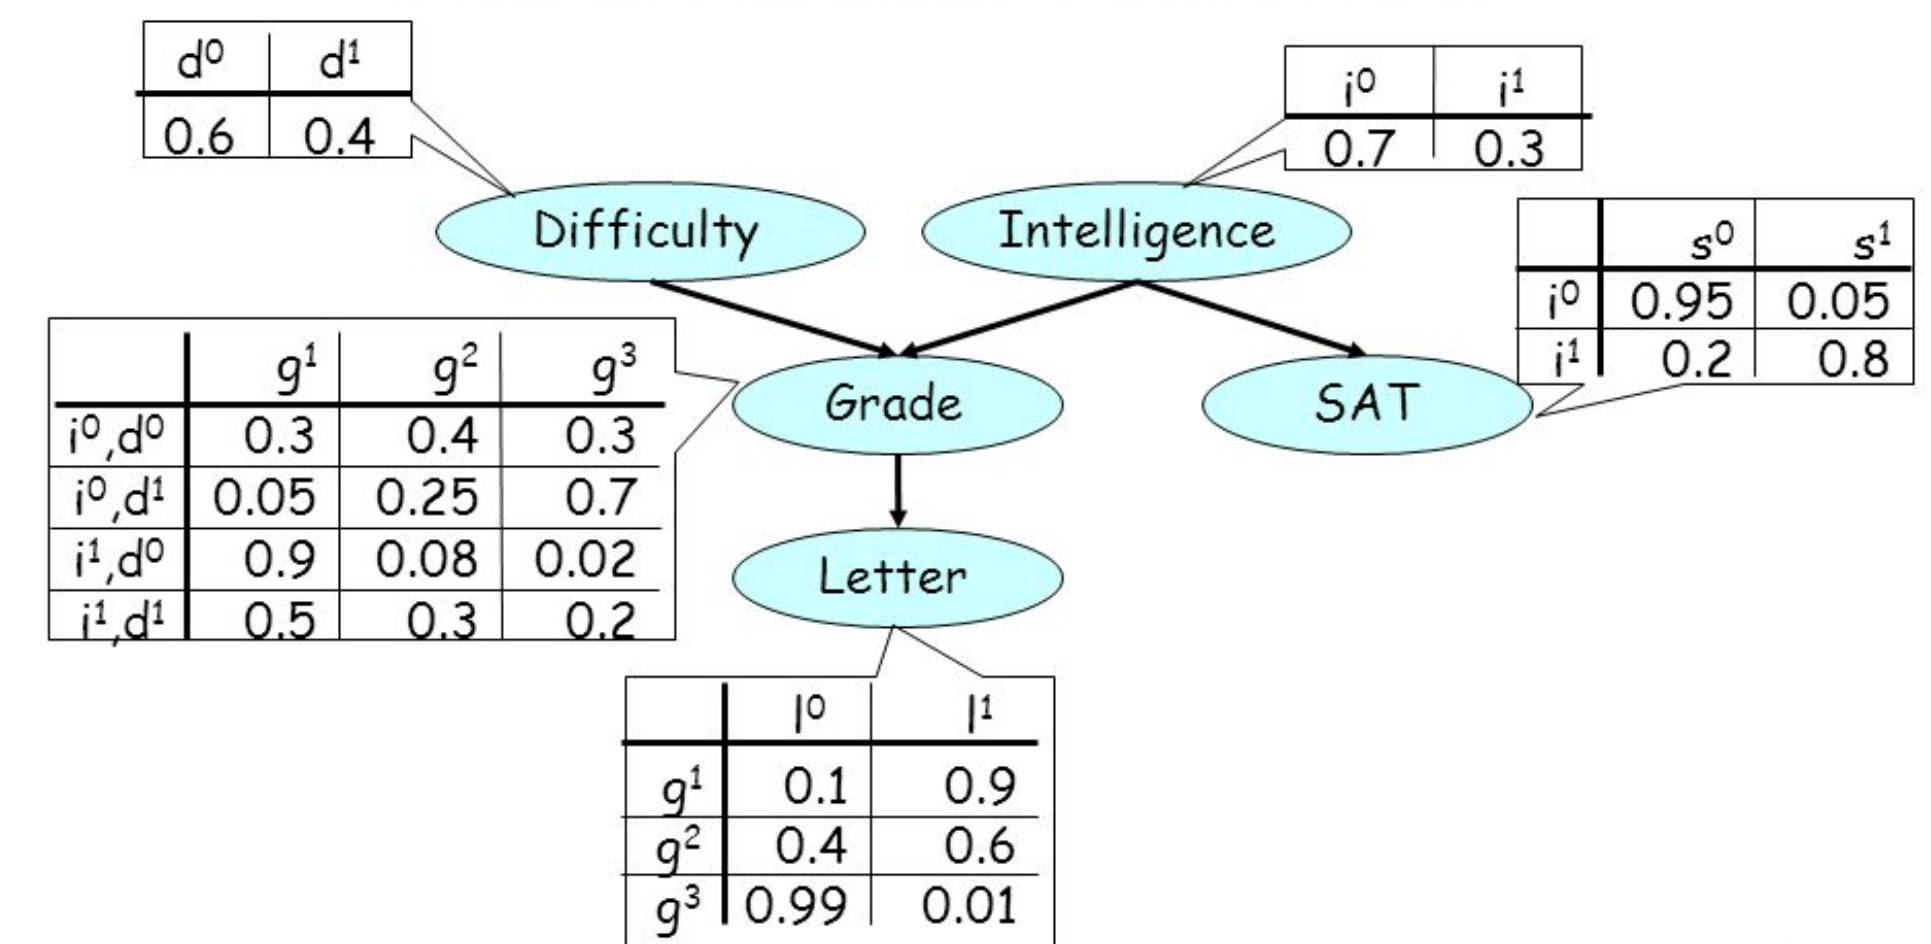 d⁰ d¹
0.6 0.4
i⁰ i¹
0.7 0.3
Difficulty
Intelligence
s⁰ s¹
i⁰ 0.95 0.05
i¹ 0.2 0.8
g¹ g² g³
i⁰,d⁰ 0.3 0.4 0.3
i⁰,d¹ 0.05 0.25 0.7
i¹,d⁰ 0.9 0.08 0.02
i¹,d¹ 0.5 0.3 0.2
Grade
SAT
Letter
l⁰ l¹
g¹ 0.1 0.9
g² 0.4 0.6
g³ 0.99 0.01